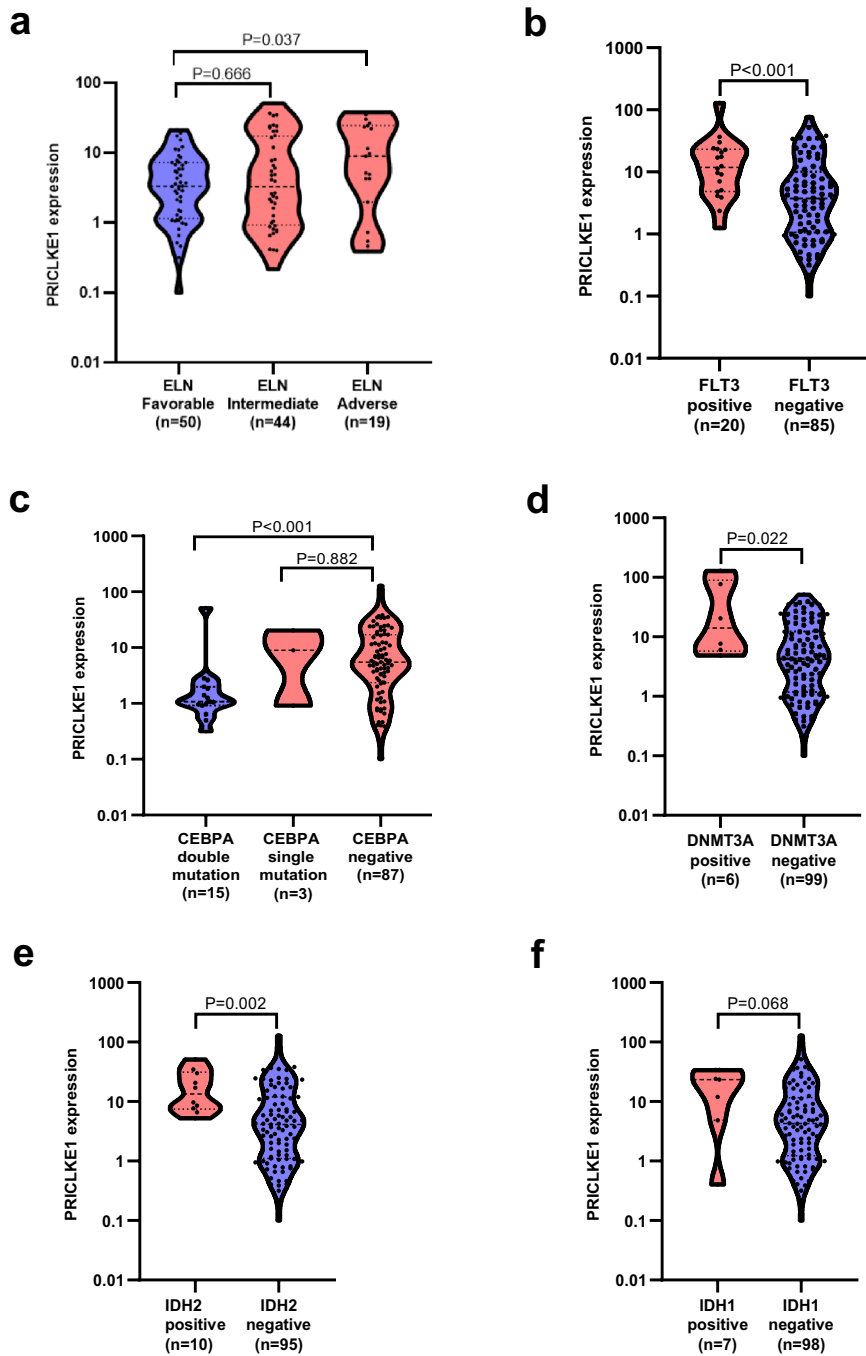 a
P=0.037
P=0.666
100
10
1
0.1
0.01
PRICLKE1 expression
ELN Favorable (n=50)
ELN Intermediate (n=44)
ELN Adverse (n=19)
b
P<0.001
1000
100
10
1
0.1
0.01
PRICLKE1 expression
FLT3 positive (n=20)
FLT3 negative (n=85)
c
P<0.001
P=0.882
1000
100
10
1
0.1
0.01
PRICLKE1 expression
CEBPA double mutation (n=15)
CEBPA single mutation (n=3)
CEBPA negative (n=87)
d
P=0.022
1000
100
10
1
0.1
0.01
PRICLKE1 expression
DNMT3A positive (n=6)
DNMT3A negative (n=99)
e
P=0.002
1000
100
10
1
0.1
0.01
PRICLKE1 expression
IDH2 positive (n=10)
IDH2 negative (n=95)
f
P=0.068
1000
100
10
1
0.1
0.01
PRICLKE1 expression
IDH1 positive (n=7)
IDH1 negative (n=98)